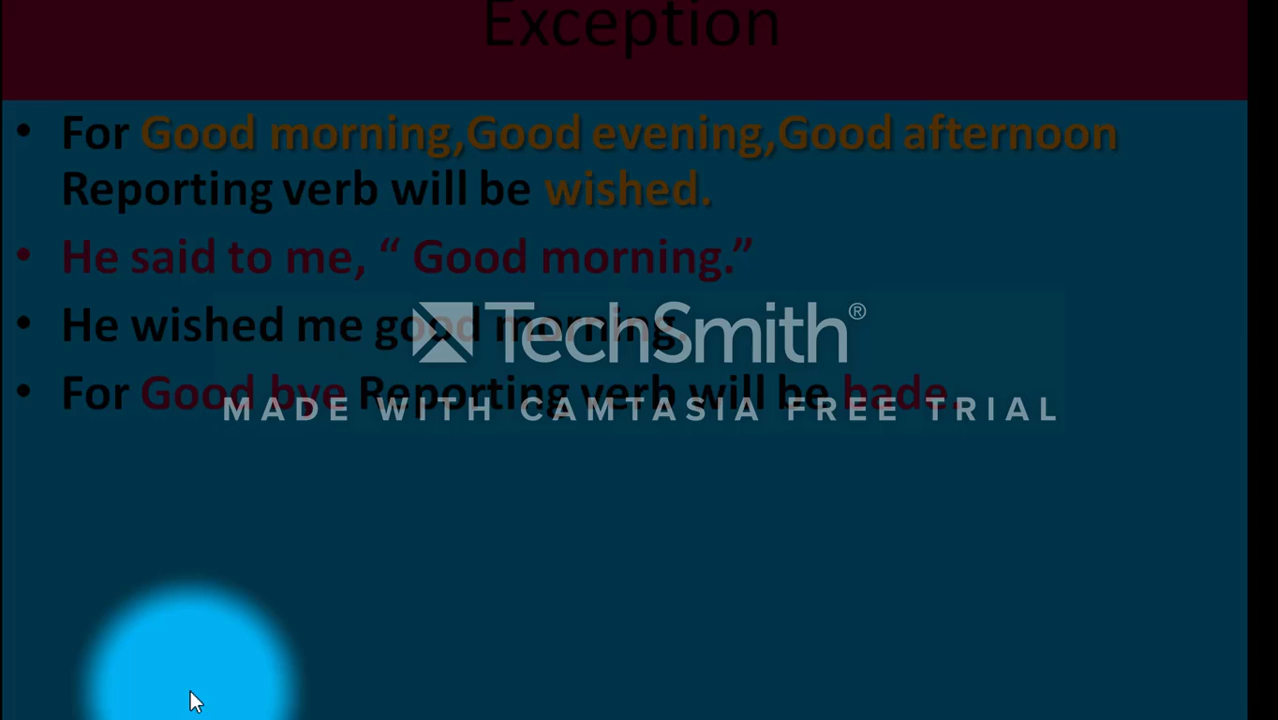 Exception
• For Good morning,Good evening,Good afternoon
Reporting verb will be wished.
• He said to me, “ Good morning.”
• He wished me good morning.
TechSmith®
• For Good bye Reporting verb will be bade.
MADE WITH CAMTASIA FREE TRIAL